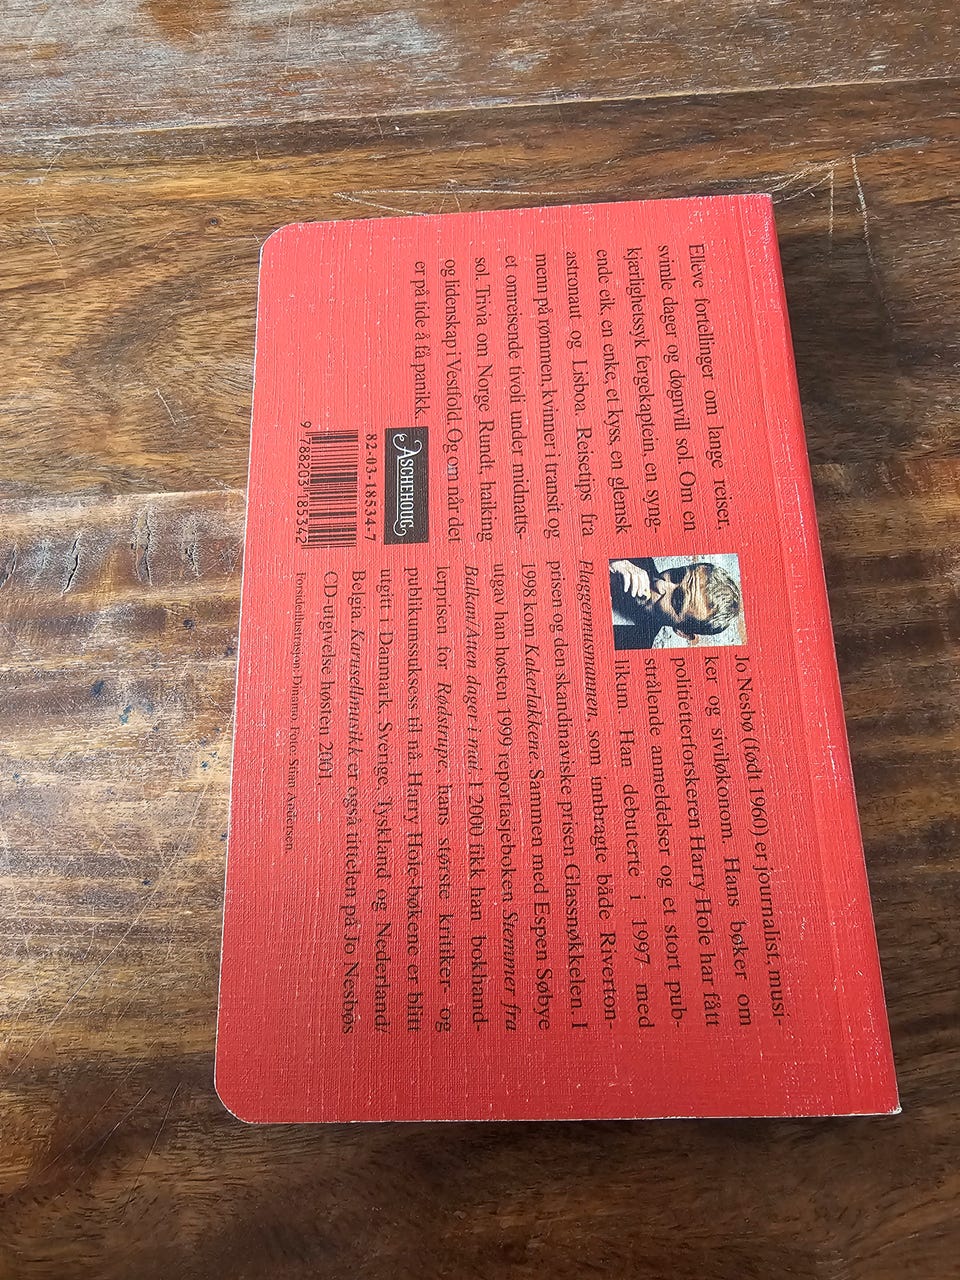 Elleve fortellinger om lange reiser,
svimle dager og døgnvill sol. Om en
kjærlighetssyk fergekaptein, en syng-
ende eik, en enke, et kyss, en glemsk
astronaut og Lisboa. Reisetips fra
menn på rømmen, kvinner i transit og
et omreisende tivoli under midnatts-
sol. Trivia om Norge Rundt, haiking
og lidenskap i Vestfold. Og om når det
er på tide å få panikk.
ASCHEHOUG
82-03-18534-7
9 788203 185342
Jo Nesbø (født 1960) er journalist, musi-
ker og siviløkonom. Hans bøker om
politietterforskeren Harry Hole har fått
strålende anmeldelser og et stort pub-
likum. Han debuterte i 1997 med
Flaggermusmannen, som innbragte både Riverton-
prisen og den skandinaviske prisen Glassnøkkelen. I
1998 kom Kakerlakkene. Sammen med Espen Søbye
utgav han høsten 1999 reportasjeboken Stemmer fra
Balkan/Atten dager i mai. I 2000 fikk han bokhand-
lerprisen for Rødstrupe, hans største kritiker- og
publikumssuksess til nå. Harry Hole-bøkene er blitt
utgitt i Danmark, Sverige, Tyskland og Nederland/
Belgia. Karusellmusikk er også tittelen på Jo Nesbøs
CD-utgivelse høsten 2001.
Forsideillustrasjon: Dinamo. Foto: Stian Andersen.